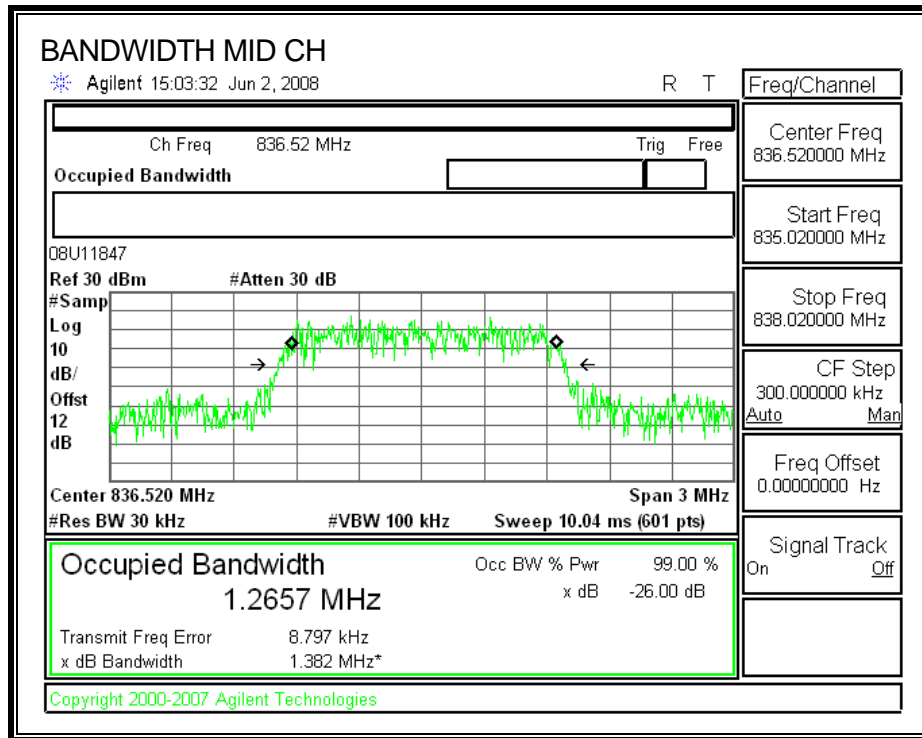 BANDWIDTH MID CH
Agilent 15:03:32 Jun 2, 2008 R T
Freq/Channel
Ch Freq 836.52 MHz Trig Free
Occupied Bandwidth
Center Freq
836.520000 MHz
Start Freq
835.020000 MHz
Stop Freq
838.020000 MHz
CF Step
300.000000 kHz
Auto Man
Freq Offset
0.00000000 Hz
Signal Track
On Off
08U11847
Ref 30 dBm #Atten 30 dB
#Samp
Log
10
dB/
Offst
12
dB
Center 836.520 MHz Span 3 MHz
#Res BW 30 kHz #VBW 100 kHz Sweep 10.04 ms (601 pts)
Occupied Bandwidth
1.2657 MHz
Occ BW % Pwr 99.00 %
x dB -26.00 dB
Transmit Freq Error 8.797 kHz
x dB Bandwidth 1.382 MHz*
Copyright 2000-2007 Agilent Technologies